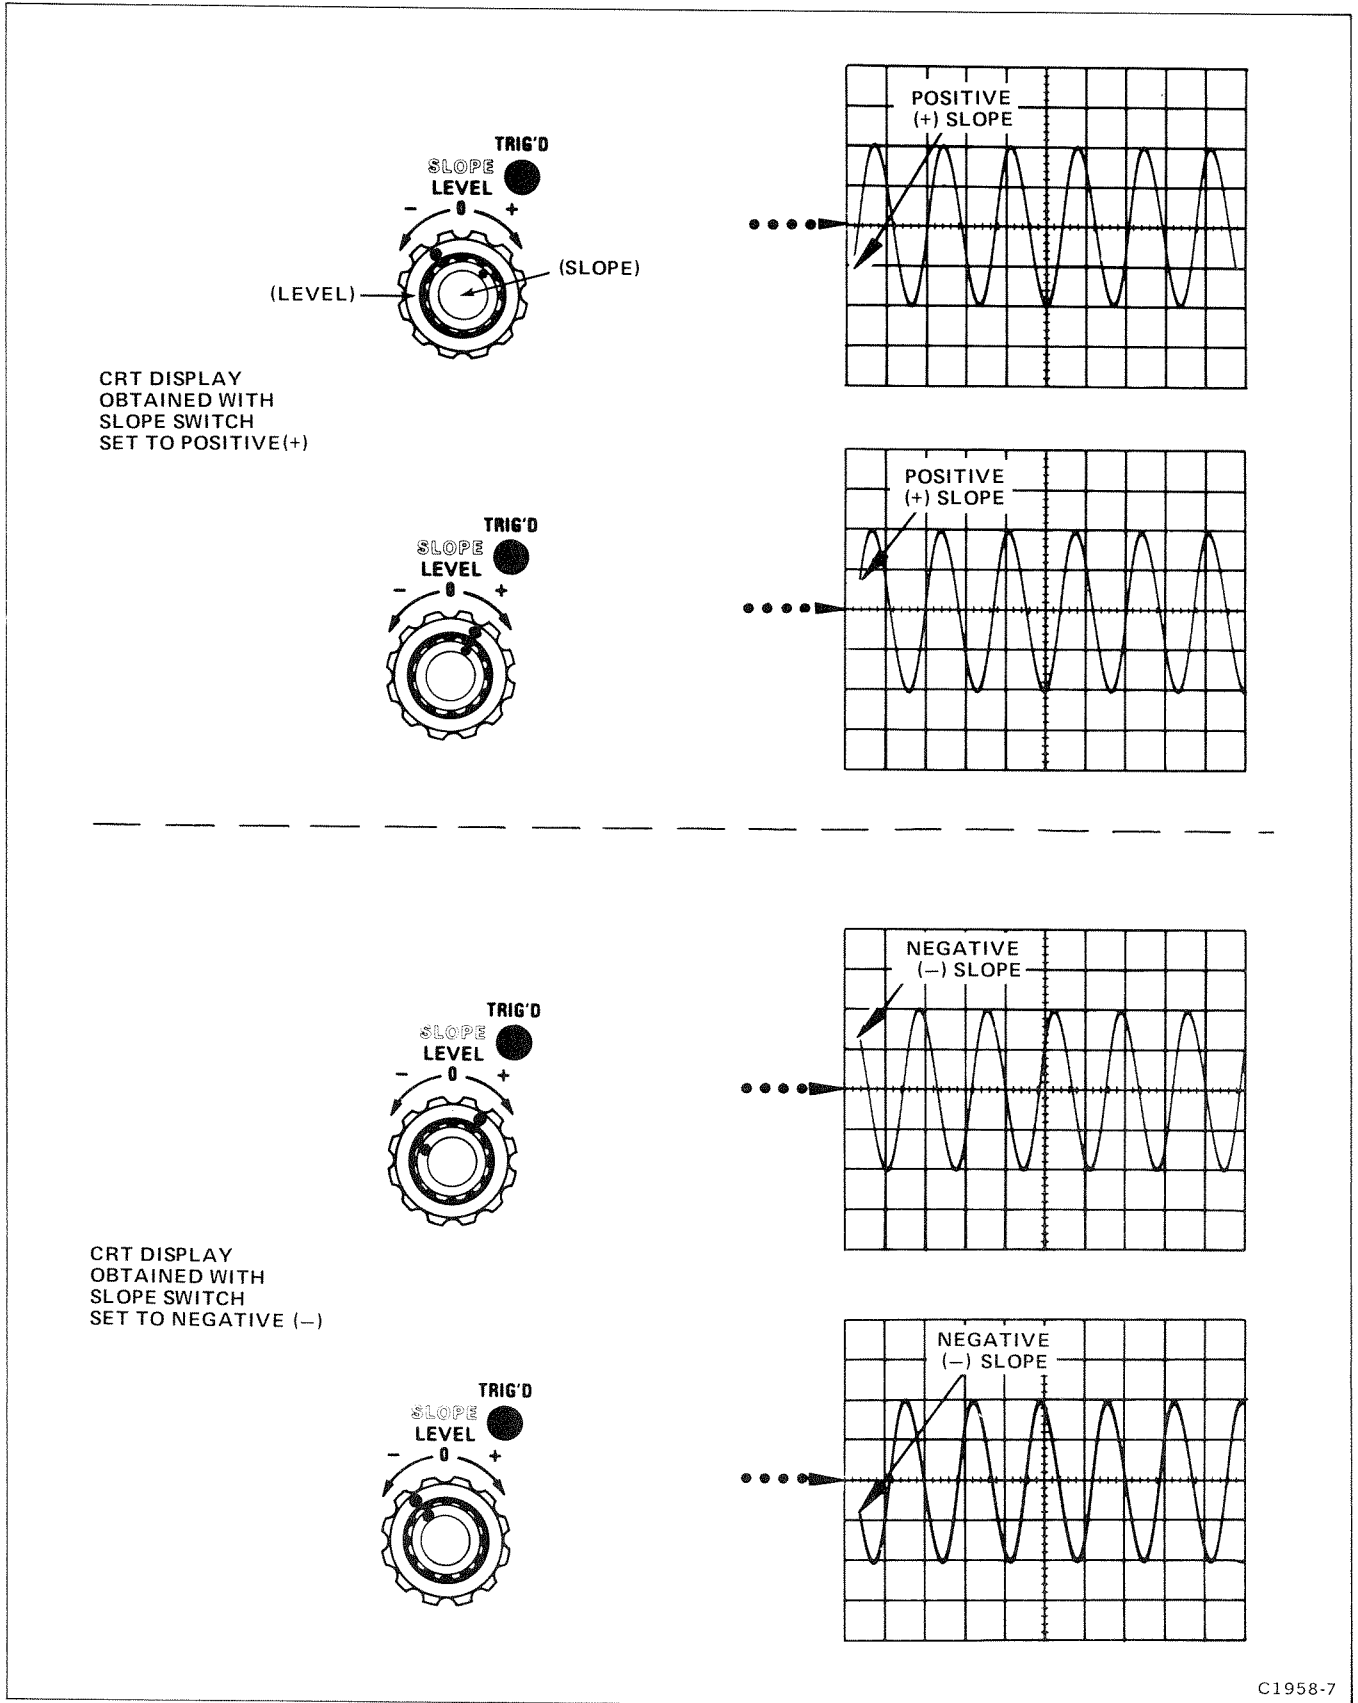 POSITIVE
(+) SLOPE
TRIG'D
SLOPE
LEVEL
- 0 +
(SLOPE)
(LEVEL)
CRT DISPLAY
OBTAINED WITH
SLOPE SWITCH
SET TO POSITIVE(+)
POSITIVE
(+) SLOPE
TRIG'D
SLOPE
LEVEL
- 0 +
NEGATIVE
(—) SLOPE
TRIG'D
SLOPE
LEVEL
- 0 +
CRT DISPLAY
OBTAINED WITH
SLOPE SWITCH
SET TO NEGATIVE (—)
NEGATIVE
(—) SLOPE
TRIG'D
SLOPE
LEVEL
- 0 +
C1958-7